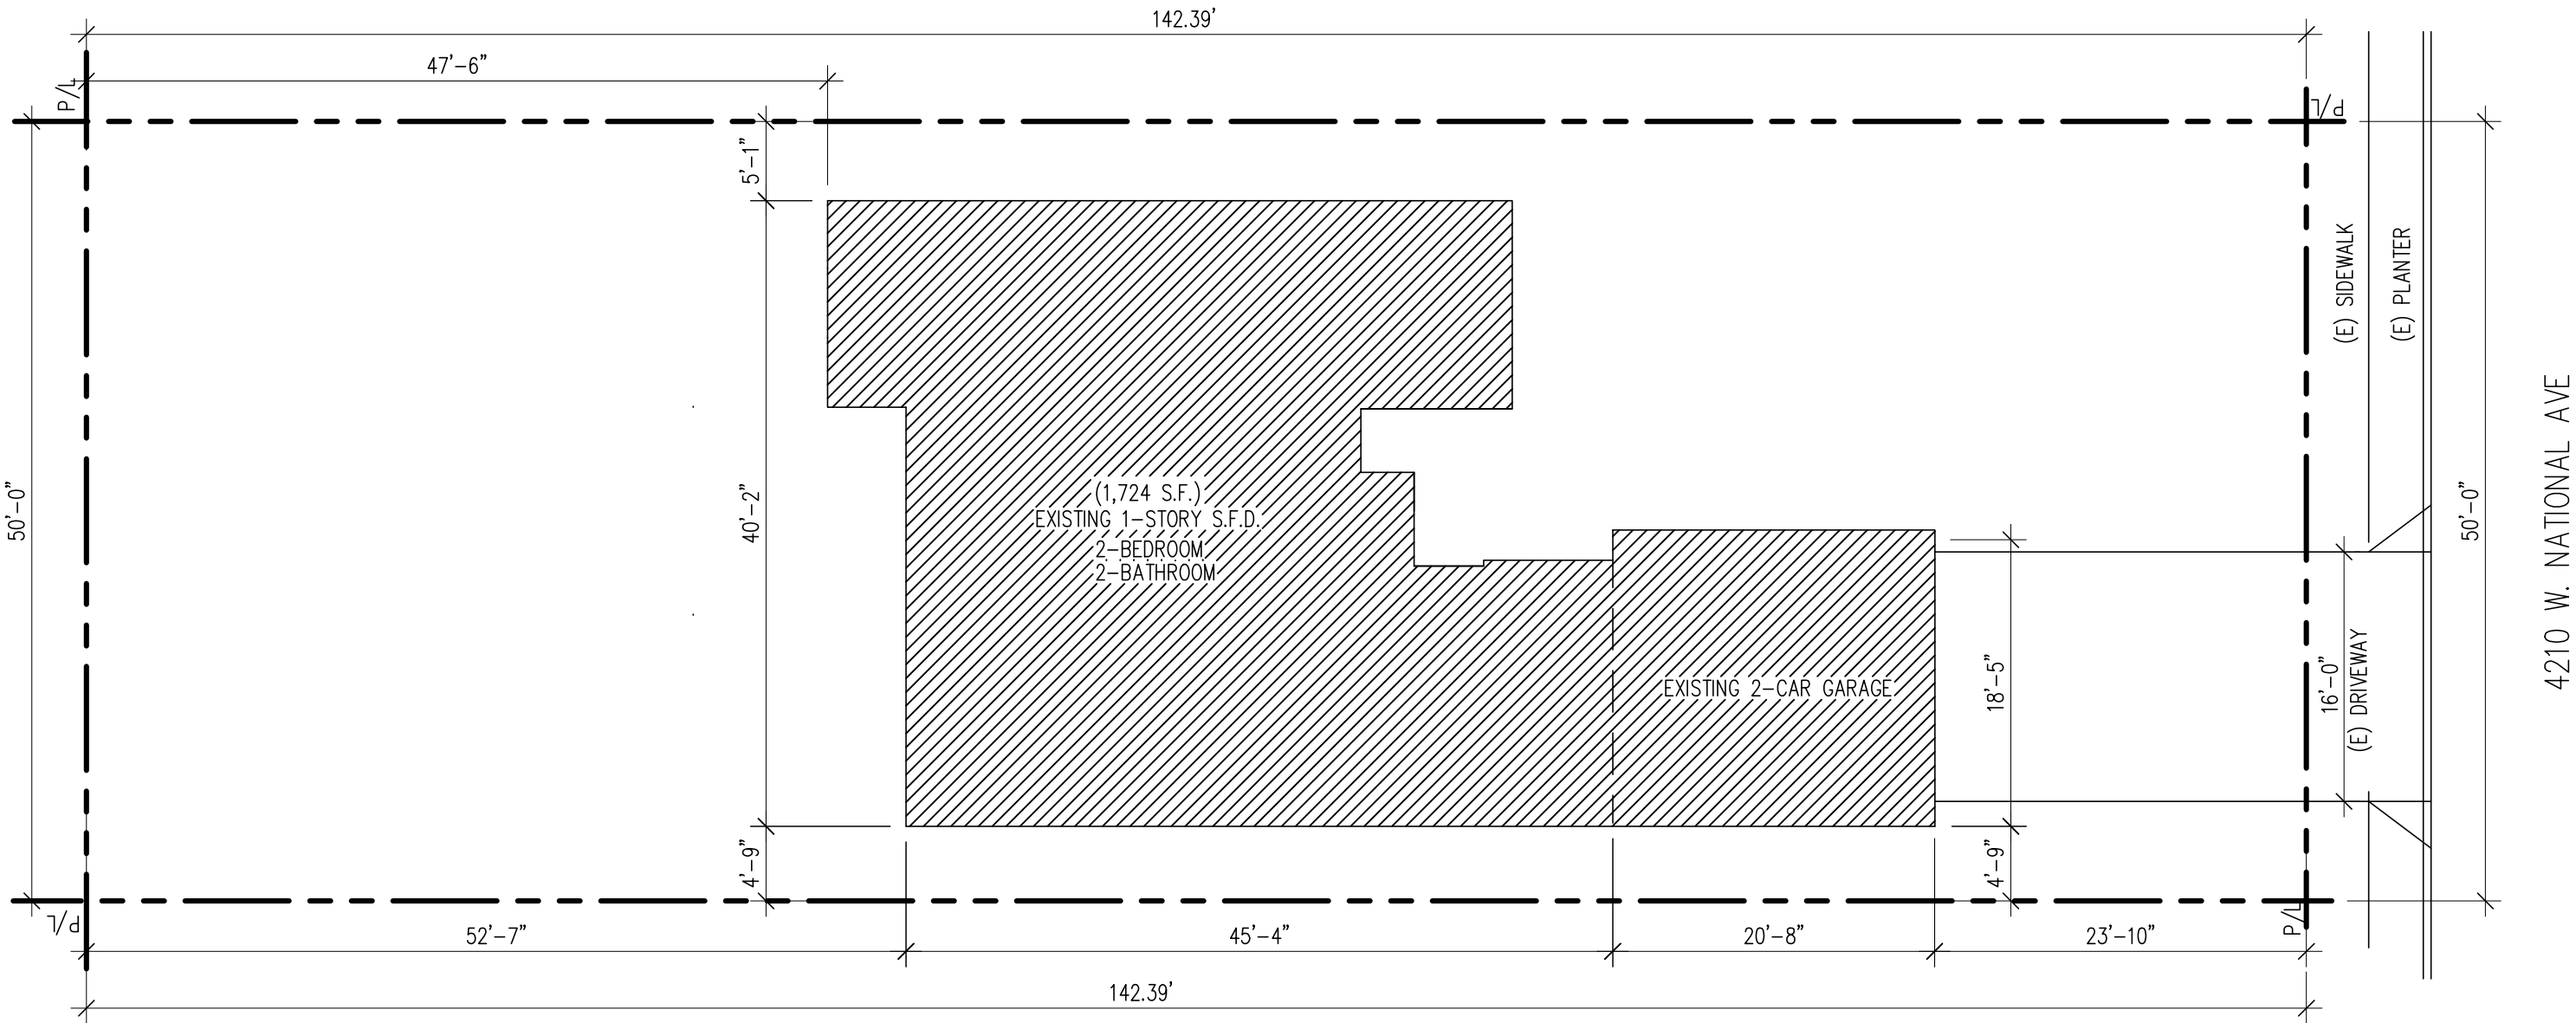 142.39'
47'-6"
P/L
P/L
5'-1"
(E) SIDEWALK
(E) PLANTER
50'-0"
40'-2"
(1,724 S.F.)
EXISTING 1-STORY S.F.D.
2-BEDROOM
2-BATHROOM
50'-0"
4210 W. NATIONAL AVE
EXISTING 2-CAR GARAGE
18'-5"
16'-0"
(E) DRIVEWAY
4'-9"
4'-9"
P/L
P/L
52'-7"
45'-4"
20'-8"
23'-10"
142.39'